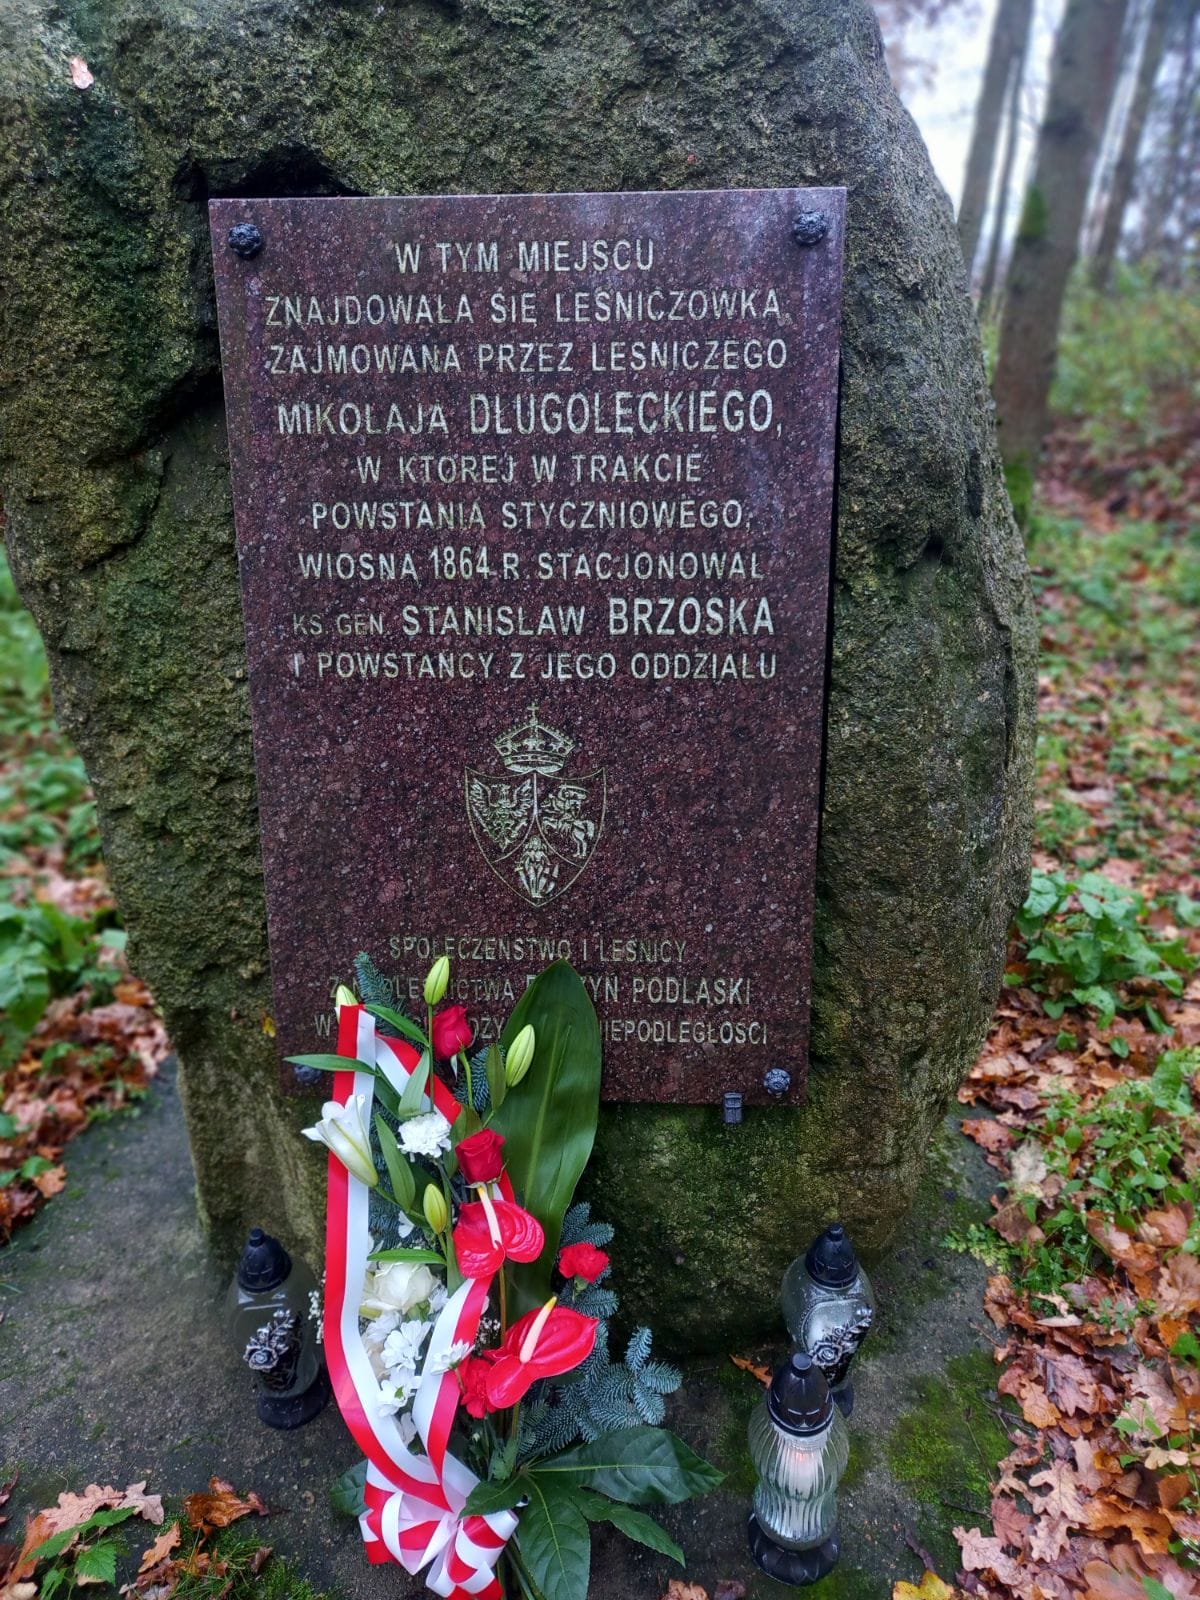 W TYM MIEJSCU
ZNAJDOWAŁA SIĘ LEŚNICZÓWKA,
ZAJMOWANA PRZEZ LEŚNICZEGO
MIKOŁAJA DŁUGOŁĘCKIEGO,
W KTÓREJ W TRAKCIE
POWSTANIA STYCZNIOWEGO,
WIOSNĄ 1864 R. STACJONOWAŁ
KS. GEN. STANISŁAW BRZÓSKA
I POWSTAŃCY Z JEGO ODDZIAŁU
SPOŁECZEŃSTWO I LEŚNICY
PODLASKI
W